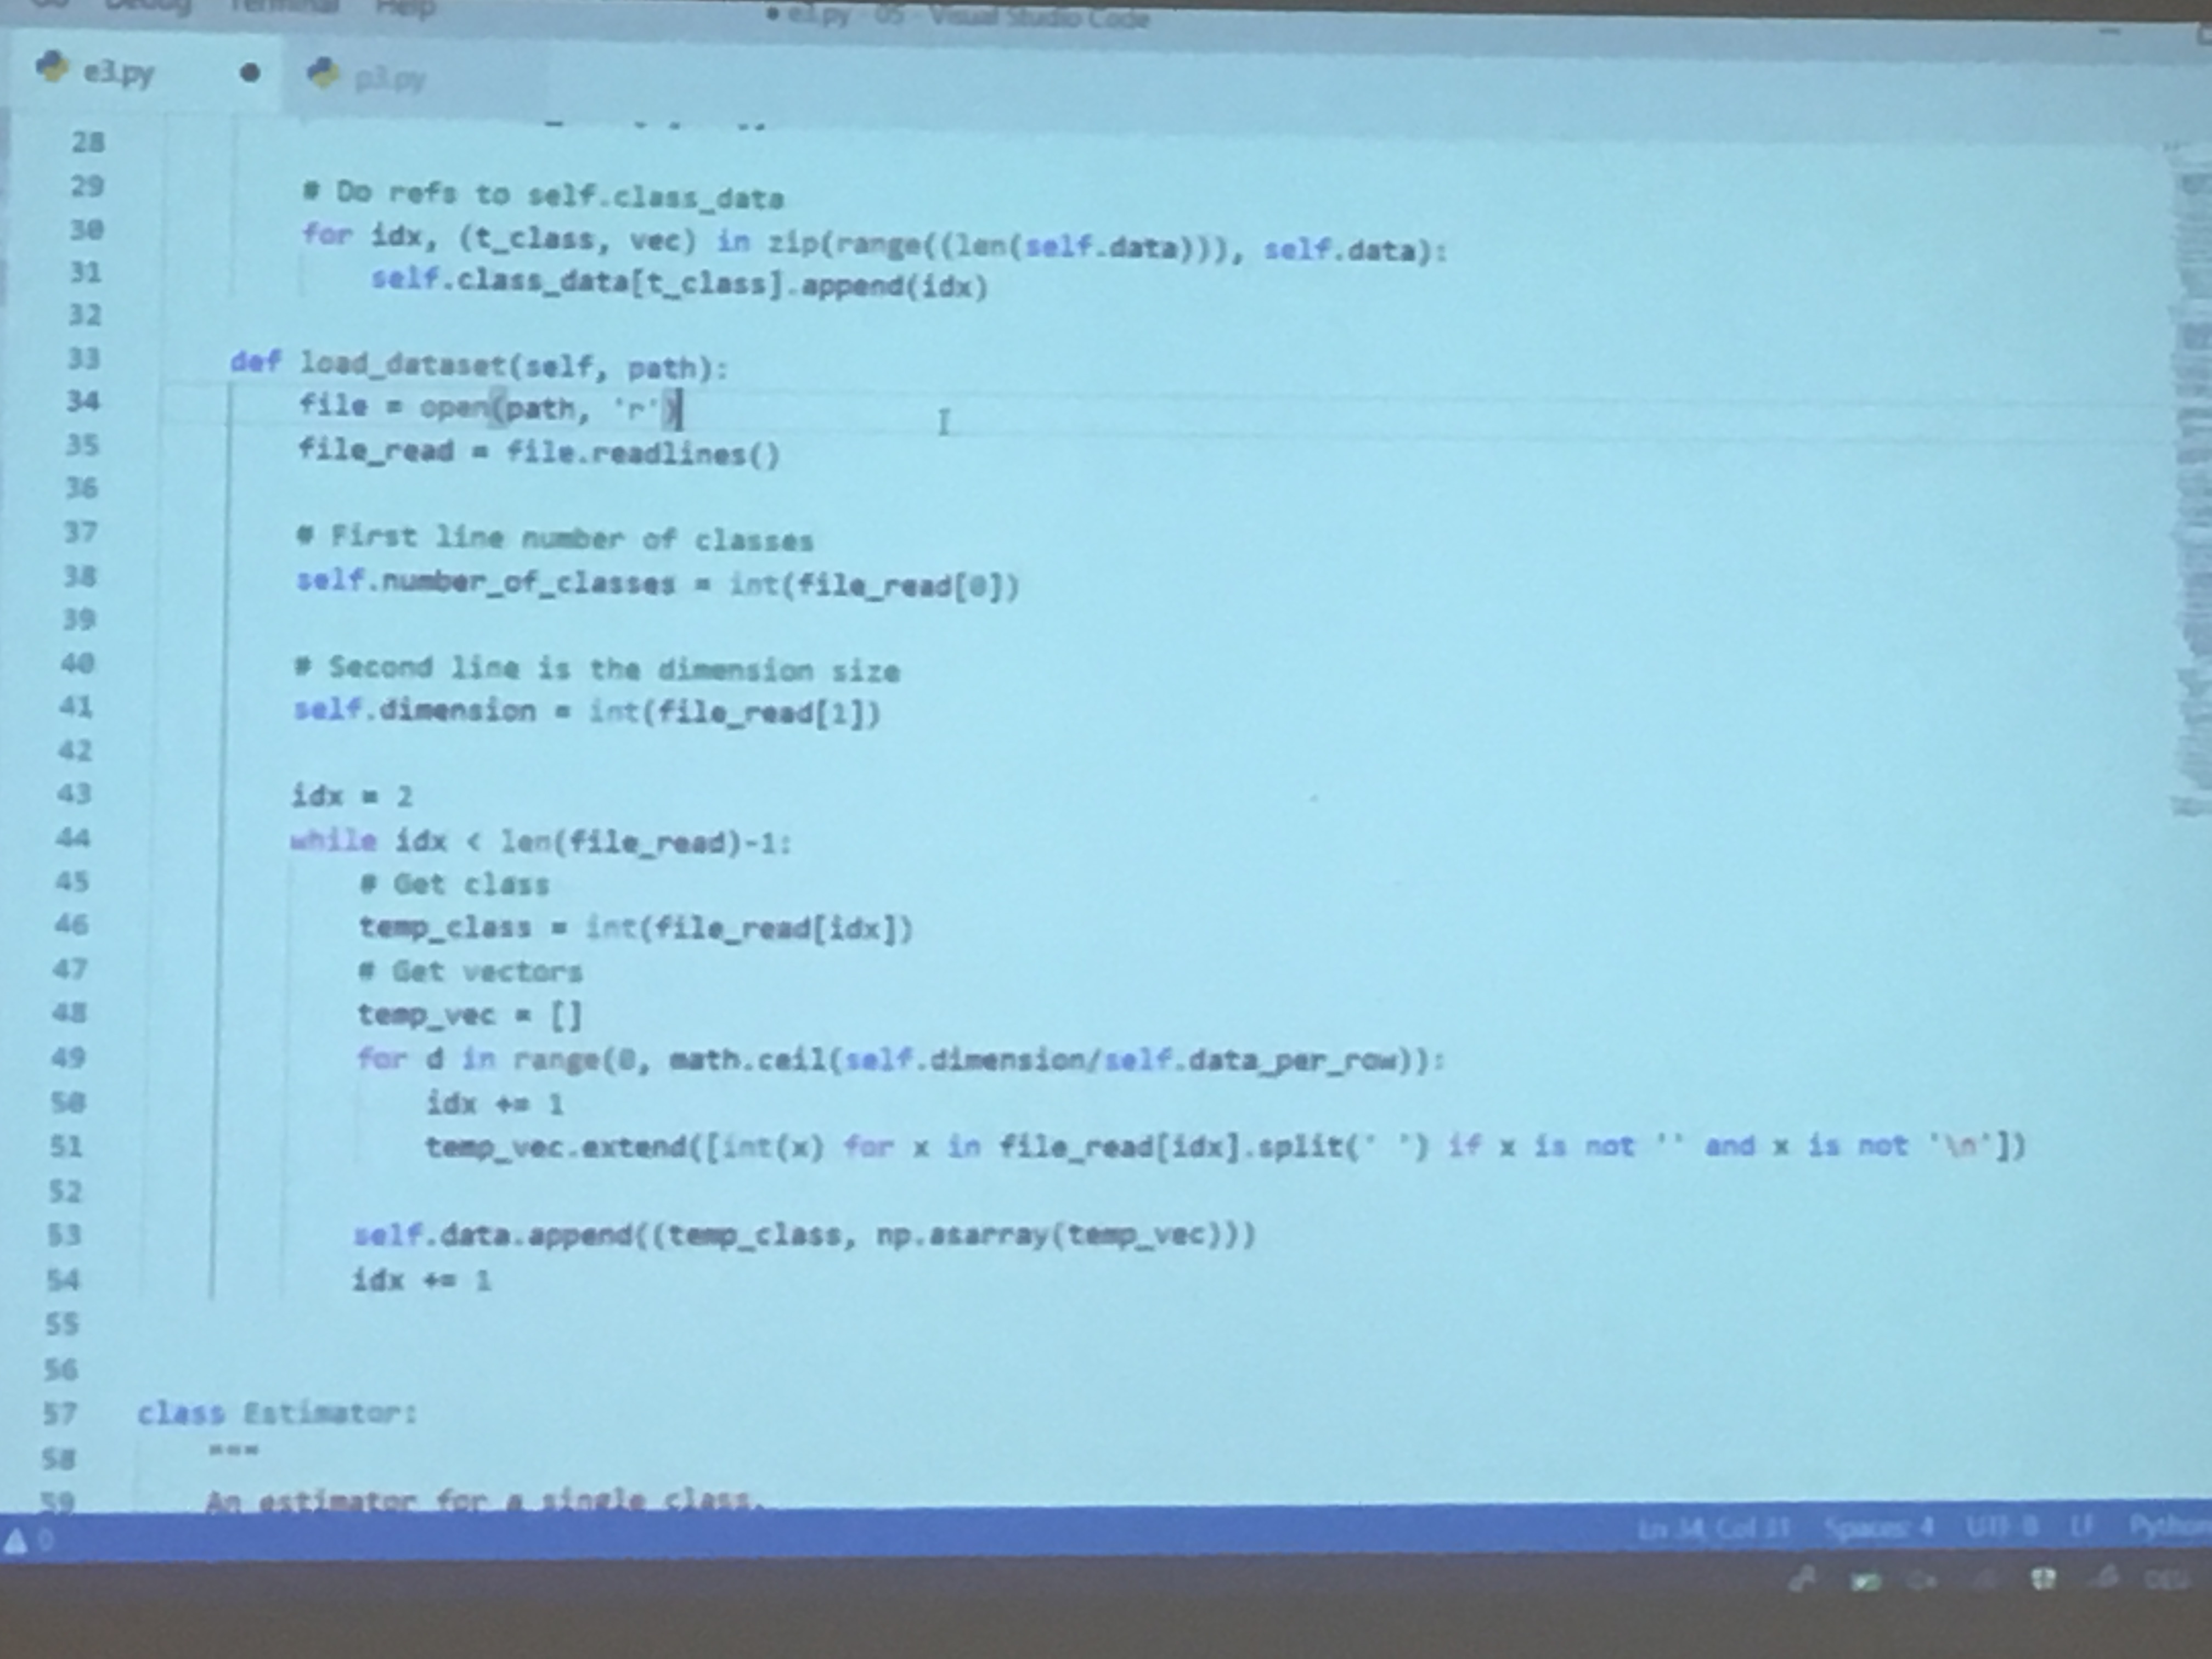 Debug Terminal Help
● e3.py - 05 - Visual Studio Code
e3.py ●
p3.py
28
29 # Do refs to self.class_data
30 for idx, (t_class, vec) in zip(range((len(self.data))), self.data):
31 self.class_data[t_class].append(idx)
32
33 def load_dataset(self, path):
34 file = open(path, 'r')
35 file_read = file.readlines()
36
37 # First line number of classes
38 self.number_of_classes = int(file_read[0])
39
40 # Second line is the dimension size
41 self.dimension = int(file_read[1])
42
43 idx = 2
44 while idx < len(file_read)-1:
45 # Get class
46 temp_class = int(file_read[idx])
47 # Get vectors
48 temp_vec = []
49 for d in range(0, math.ceil(self.dimension/self.data_per_row)):
50 idx += 1
51 temp_vec.extend([int(x) for x in file_read[idx].split(' ') if x is not '' and x is not '\n'])
52
53 self.data.append((temp_class, np.asarray(temp_vec)))
54 idx += 1
55
56
57 class Estimator:
58 """
59 An estimator for a single class.
0 Ln 34, Col 31 Spaces: 4 UTF-8 LF Python
DEU